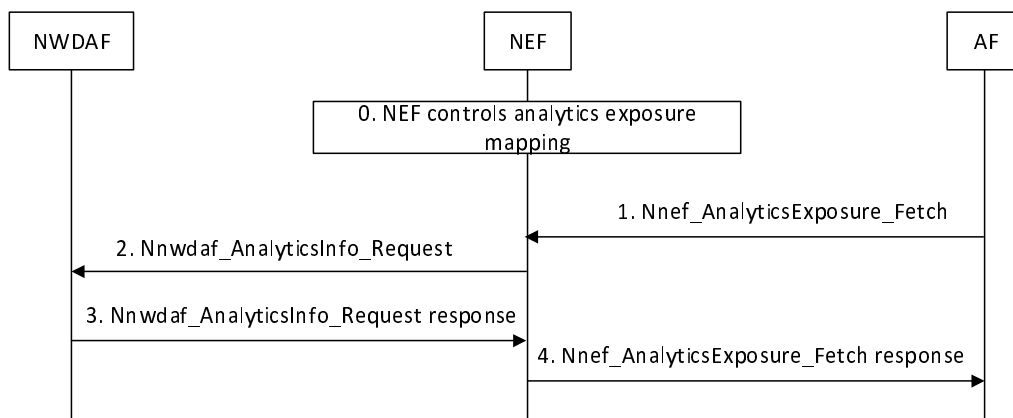 NWDAF
NEF
AF
0. NEF controls analytics exposure
mapping
1. Nnef_AnalyticsExposure_Fetch
2. Nnwdaf_AnalyticsInfo_Request
3. Nnwdaf_AnalyticsInfo_Request response
4. Nnef_AnalyticsExposure_Fetch response